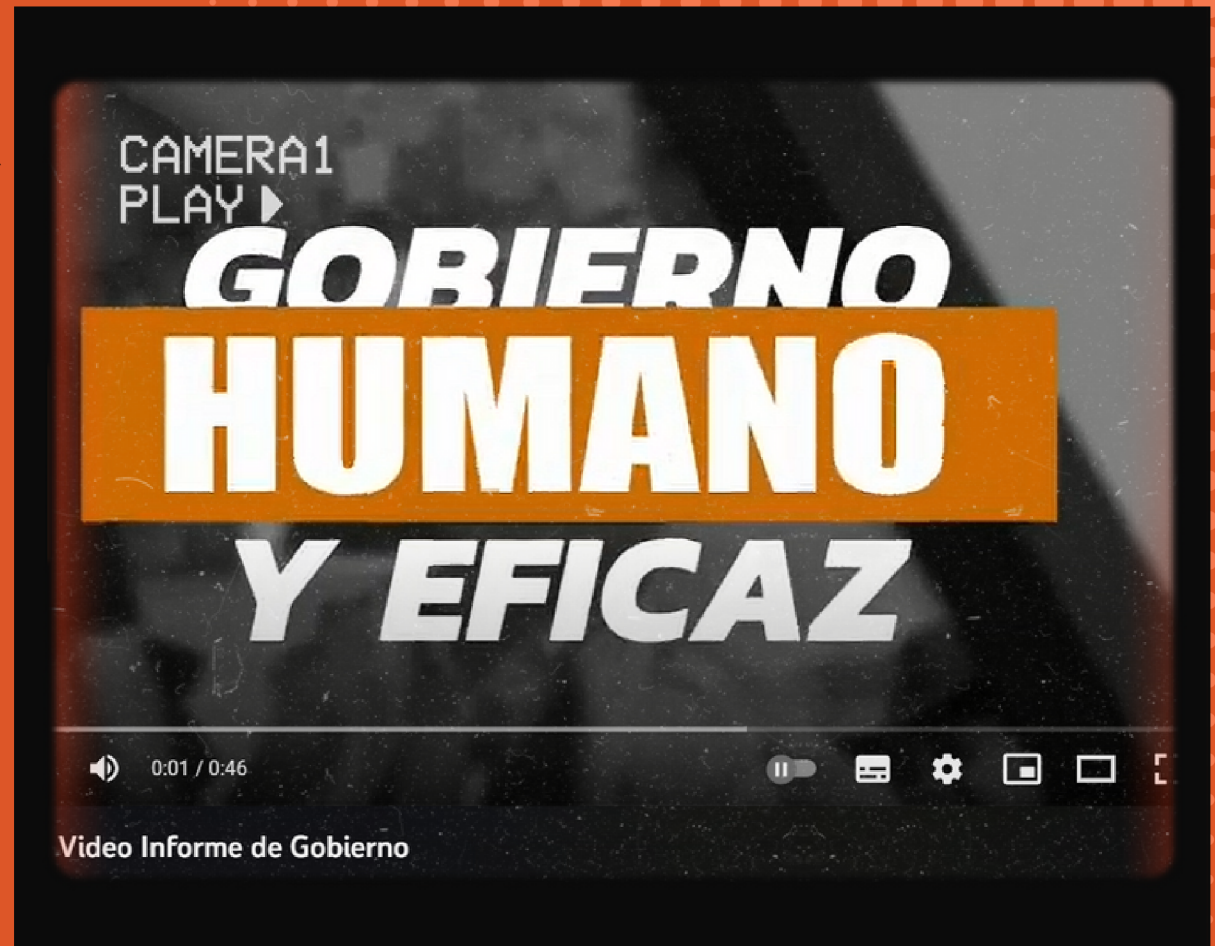 CAMERA1
PLAY
GOBIERNO
HUMANO
Y EFICAZ
0:01 / 0:46
Video Informe de Gobierno